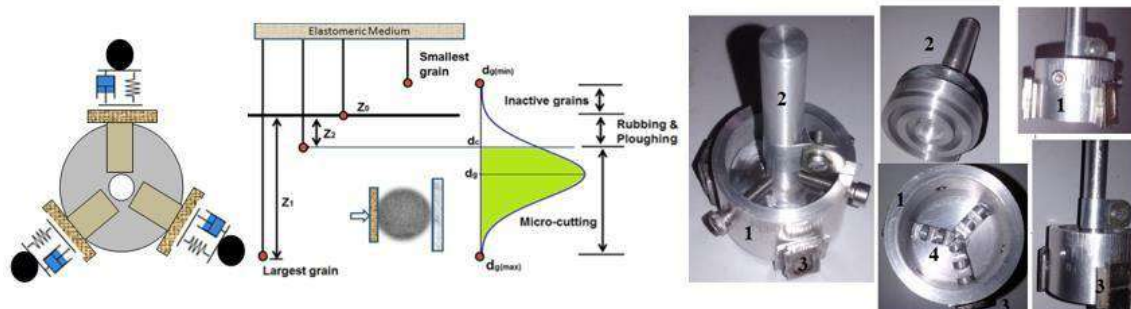 Elastomeric Medium
Smallest
grain
dg(min)
Inactive grains
Z0
Z2
Rubbing &
Ploughing
dc
dg
Z1
Micro-cutting
Largest grain
dg(max)
2
1
3
2
1
1
4
3
3